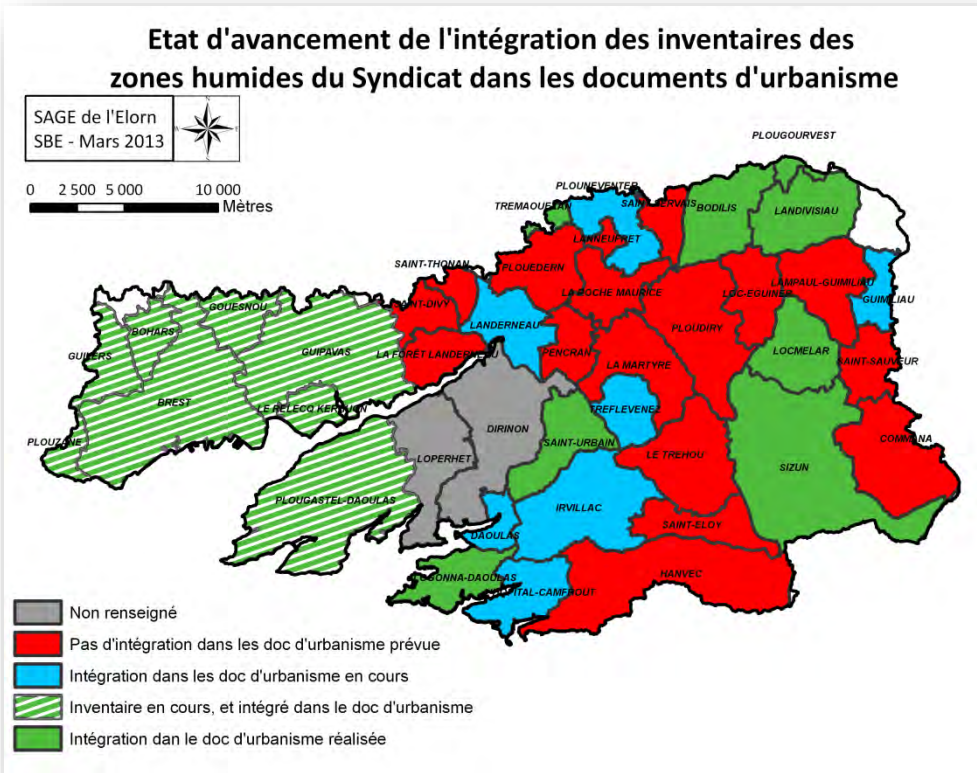 Etat d'avancement de l'intégration des inventaires des
zones humides du Syndicat dans les documents d'urbanisme
SAGE de l'Elorn
SBE - Mars 2013
0 2 500 5 000 10 000
Mètres
PLOUGOURVEST
PLOUNEVENTER
SAINT-SERVAIS
BODILIS
LANDIVISIAU
TREMAOUEZAN
LANNEUFRET
SAINT-THONAN
PLOUEDERN
LA ROCHE MAURICE
LOC-EGUINER
LAMPAUL-GUIMILIAU
GUIMILIAU
SAINT-DIVY
GOUESNOU
BOHARS
LANDERNEAU
PLOUDIRY
GUILERS
GUIPAVAS
LA FORÊT LANDERNEAU
PENCRAN
LA MARTYRE
LOCMELAR
SAINT-SAUVEUR
BREST
LE RELECQ KERHUON
TREFLEVENEZ
PLOUZANE
DIRINON
SAINT-URBAIN
COMMANA
LOPERHET
LE TREHOU
SIZUN
PLOUGASTEL-DAOULAS
IRVILLAC
SAINT-ELOY
DAOULAS
HANVEC
LOGONNA-DAOULAS
HOPITAL-CAMFROUT
Non renseigné
Pas d'intégration dans les doc d'urbanisme prévue
Intégration dans les doc d'urbanisme en cours
Inventaire en cours, et intégré dans le doc d'urbanisme
Intégration dan le doc d'urbanisme réalisée